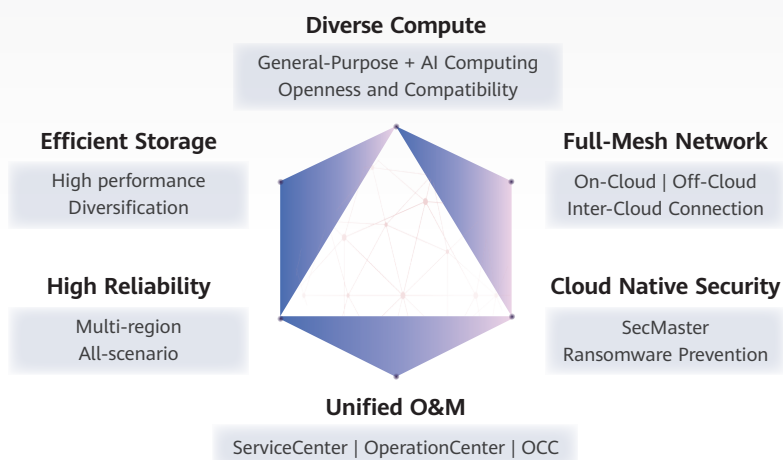 Diverse Compute
General-Purpose + AI Computing
Openness and Compatibility
Efficient Storage
High performance
Diversification
Full-Mesh Network
On-Cloud | Off-Cloud
Inter-Cloud Connection
High Reliability
Multi-region
All-scenario
Cloud Native Security
SecMaster
Ransomware Prevention
Unified O&M
ServiceCenter | OperationCenter | OCC